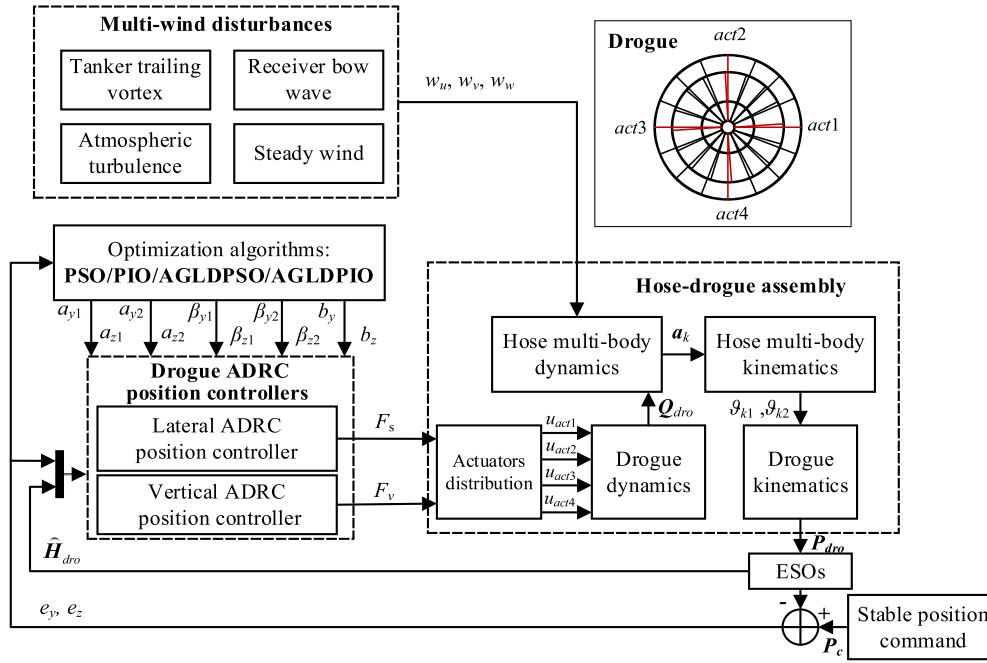 Multi-wind disturbances
Tanker trailing
vortex
Receiver bow
wave
Atmospheric
turbulence
Steady wind
w_u, w_v, w_w
Drogue
act2
act3
act1
act4
Optimization algorithms:
PSO/PIO/AGLDPSO/AGLDPIO
a_y1
a_y2
β_y1
β_y2
b_y
a_z1
a_z2
β_z1
β_z2
b_z
Drogue ADRC
position controllers
Lateral ADRC
position controller
Vertical ADRC
position controller
F_s
F_v
Hose-drogue assembly
Hose multi-body
dynamics
a_k
Hose multi-body
kinematics
Q_dro
ϑ_k1 ,ϑ_k2
Actuators
distribution
u_act1
u_act2
u_act3
u_act4
Drogue
dynamics
Drogue
kinematics
P_dro
Ĥ_dro
ESOs
e_y, e_z
-
+
P_c
Stable position
command